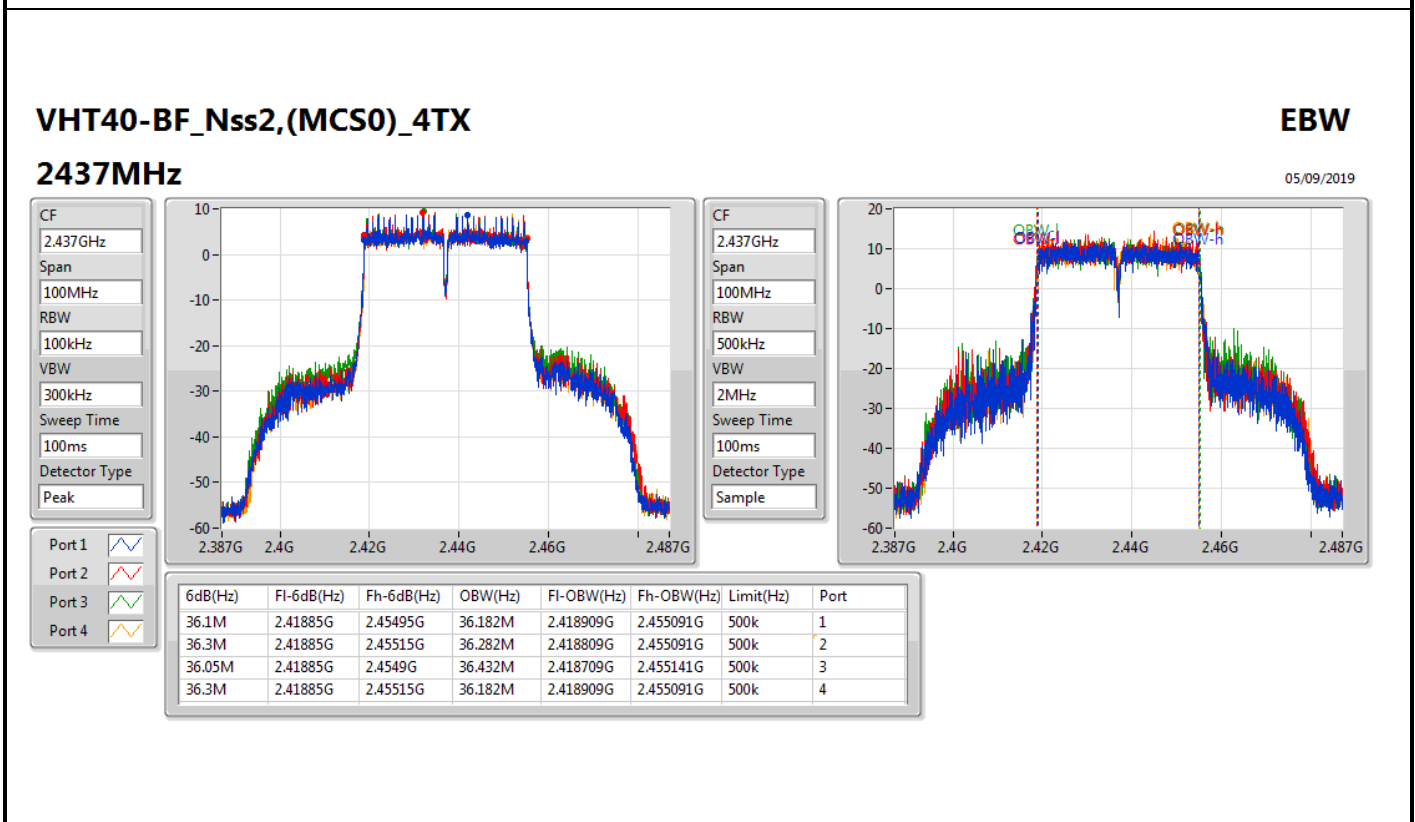 VHT40-BF_Nss2,(MCS0)_4TX
EBW
2437MHz
05/09/2019
CF
2.437GHz
Span
100MHz
RBW
100kHz
VBW
300kHz
Sweep Time
100ms
Detector Type
Peak
10
0
-10
-20
-30
-40
-50
-60
2.387G 2.4G 2.42G 2.44G 2.46G 2.487G
CF
2.437GHz
Span
100MHz
RBW
500kHz
VBW
2MHz
Sweep Time
100ms
Detector Type
Sample
20
10
0
-10
-20
-30
-40
-50
-60
OBW-l
OBW-l
OBW-h
OBW-h
2.387G 2.4G 2.42G 2.44G 2.46G 2.487G
Port 1
Port 2
Port 3
Port 4
6dB(Hz) Fl-6dB(Hz) Fh-6dB(Hz) OBW(Hz) Fl-OBW(Hz) Fh-OBW(Hz) Limit(Hz) Port
36.1M 2.41885G 2.45495G 36.182M 2.418909G 2.455091G 500k 1
36.3M 2.41885G 2.45515G 36.282M 2.418809G 2.455091G 500k 2
36.05M 2.41885G 2.4549G 36.432M 2.418709G 2.455141G 500k 3
36.3M 2.41885G 2.45515G 36.182M 2.418909G 2.455091G 500k 4